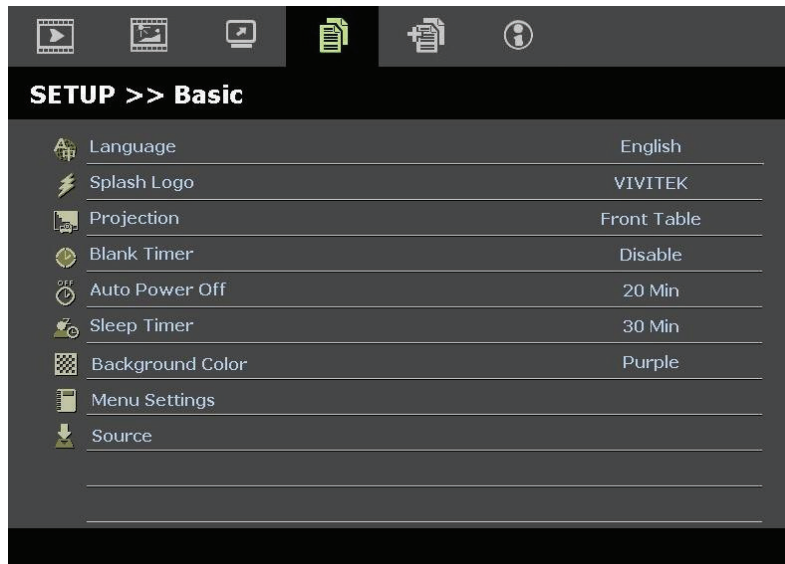 SETUP >> Basic
Language English
Splash Logo VIVITEK
Projection Front Table
Blank Timer Disable
OFF
Auto Power Off 20 Min
Sleep Timer 30 Min
Background Color Purple
Menu Settings
Source